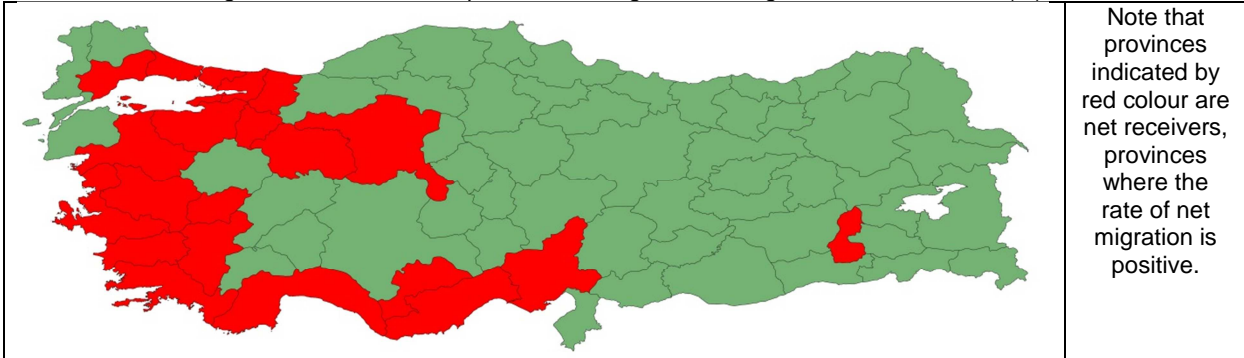 Note that
provinces
indicated by
red colour are
net receivers,
provinces
where the
rate of net
migration is
positive.